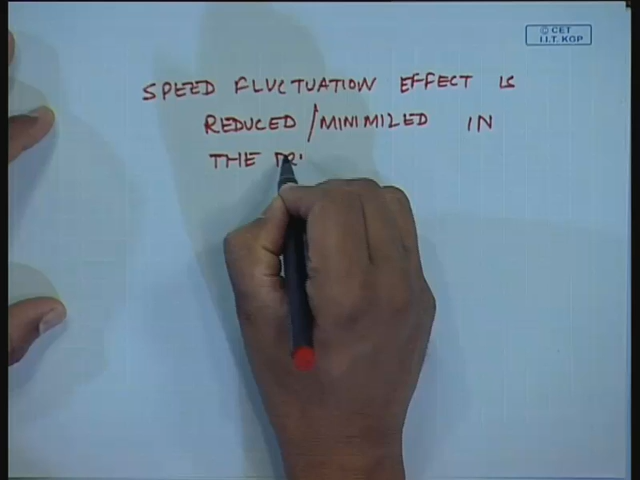 © CET
I.I.T. KGP
SPEED FLUCTUATION EFFECT IS
REDUCED / MINIMIZED IN
THE